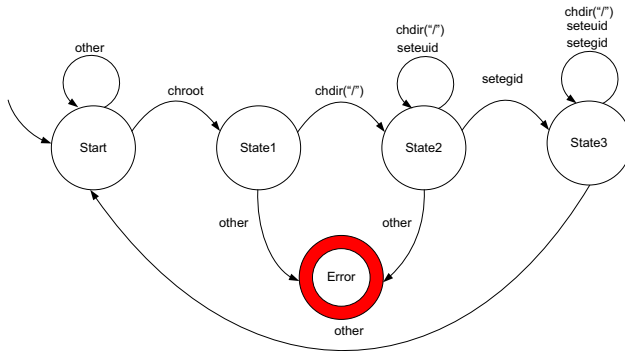 other
chroot
chdir(“/”)
chdir(“/”)
seteuid
setegid
chdir(“/”)
seteuid
setegid
Start
State1
State2
State3
other
other
Error
other